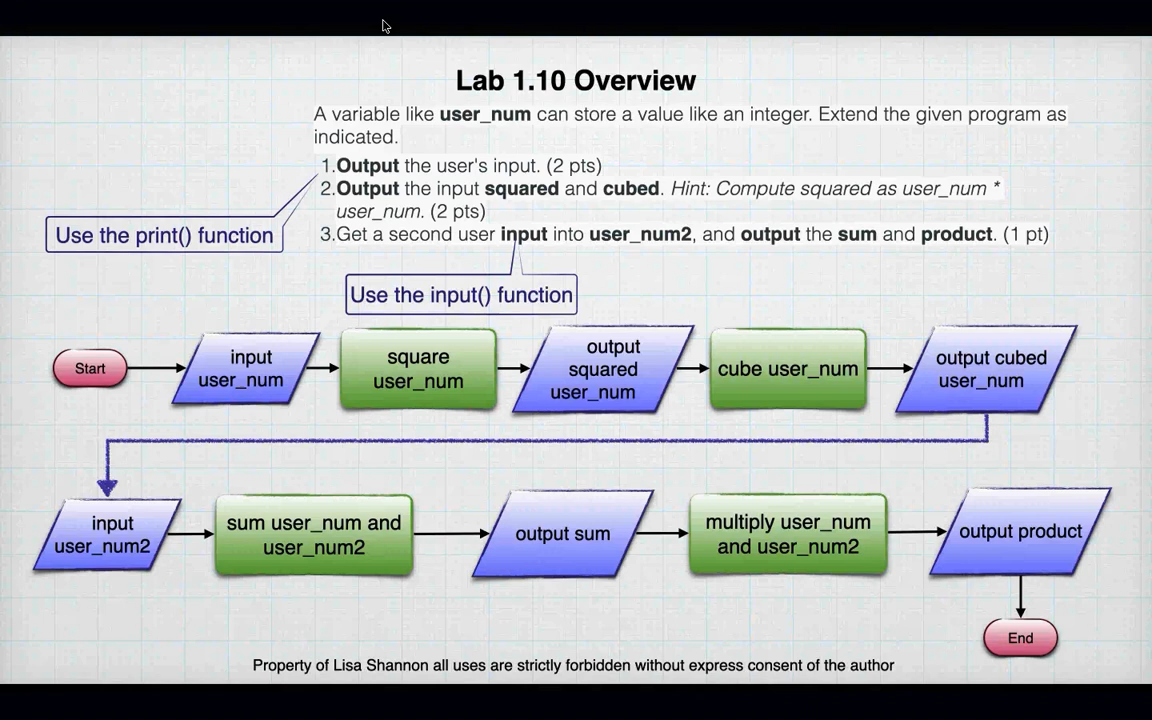 Lab 1.10 Overview
A variable like user_num can store a value like an integer. Extend the given program as
indicated.
1.Output the user's input. (2 pts)
2.Output the input squared and cubed. Hint: Compute squared as user_num *
user_num. (2 pts)
3.Get a second user input into user_num2, and output the sum and product. (1 pt)
Use the print() function
Use the input() function
Start
input
user_num
square
user_num
output
squared
user_num
cube user_num
output cubed
user_num
input
user_num2
sum user_num and
user_num2
output sum
multiply user_num
and user_num2
output product
End
Property of Lisa Shannon all uses are strictly forbidden without express consent of the author